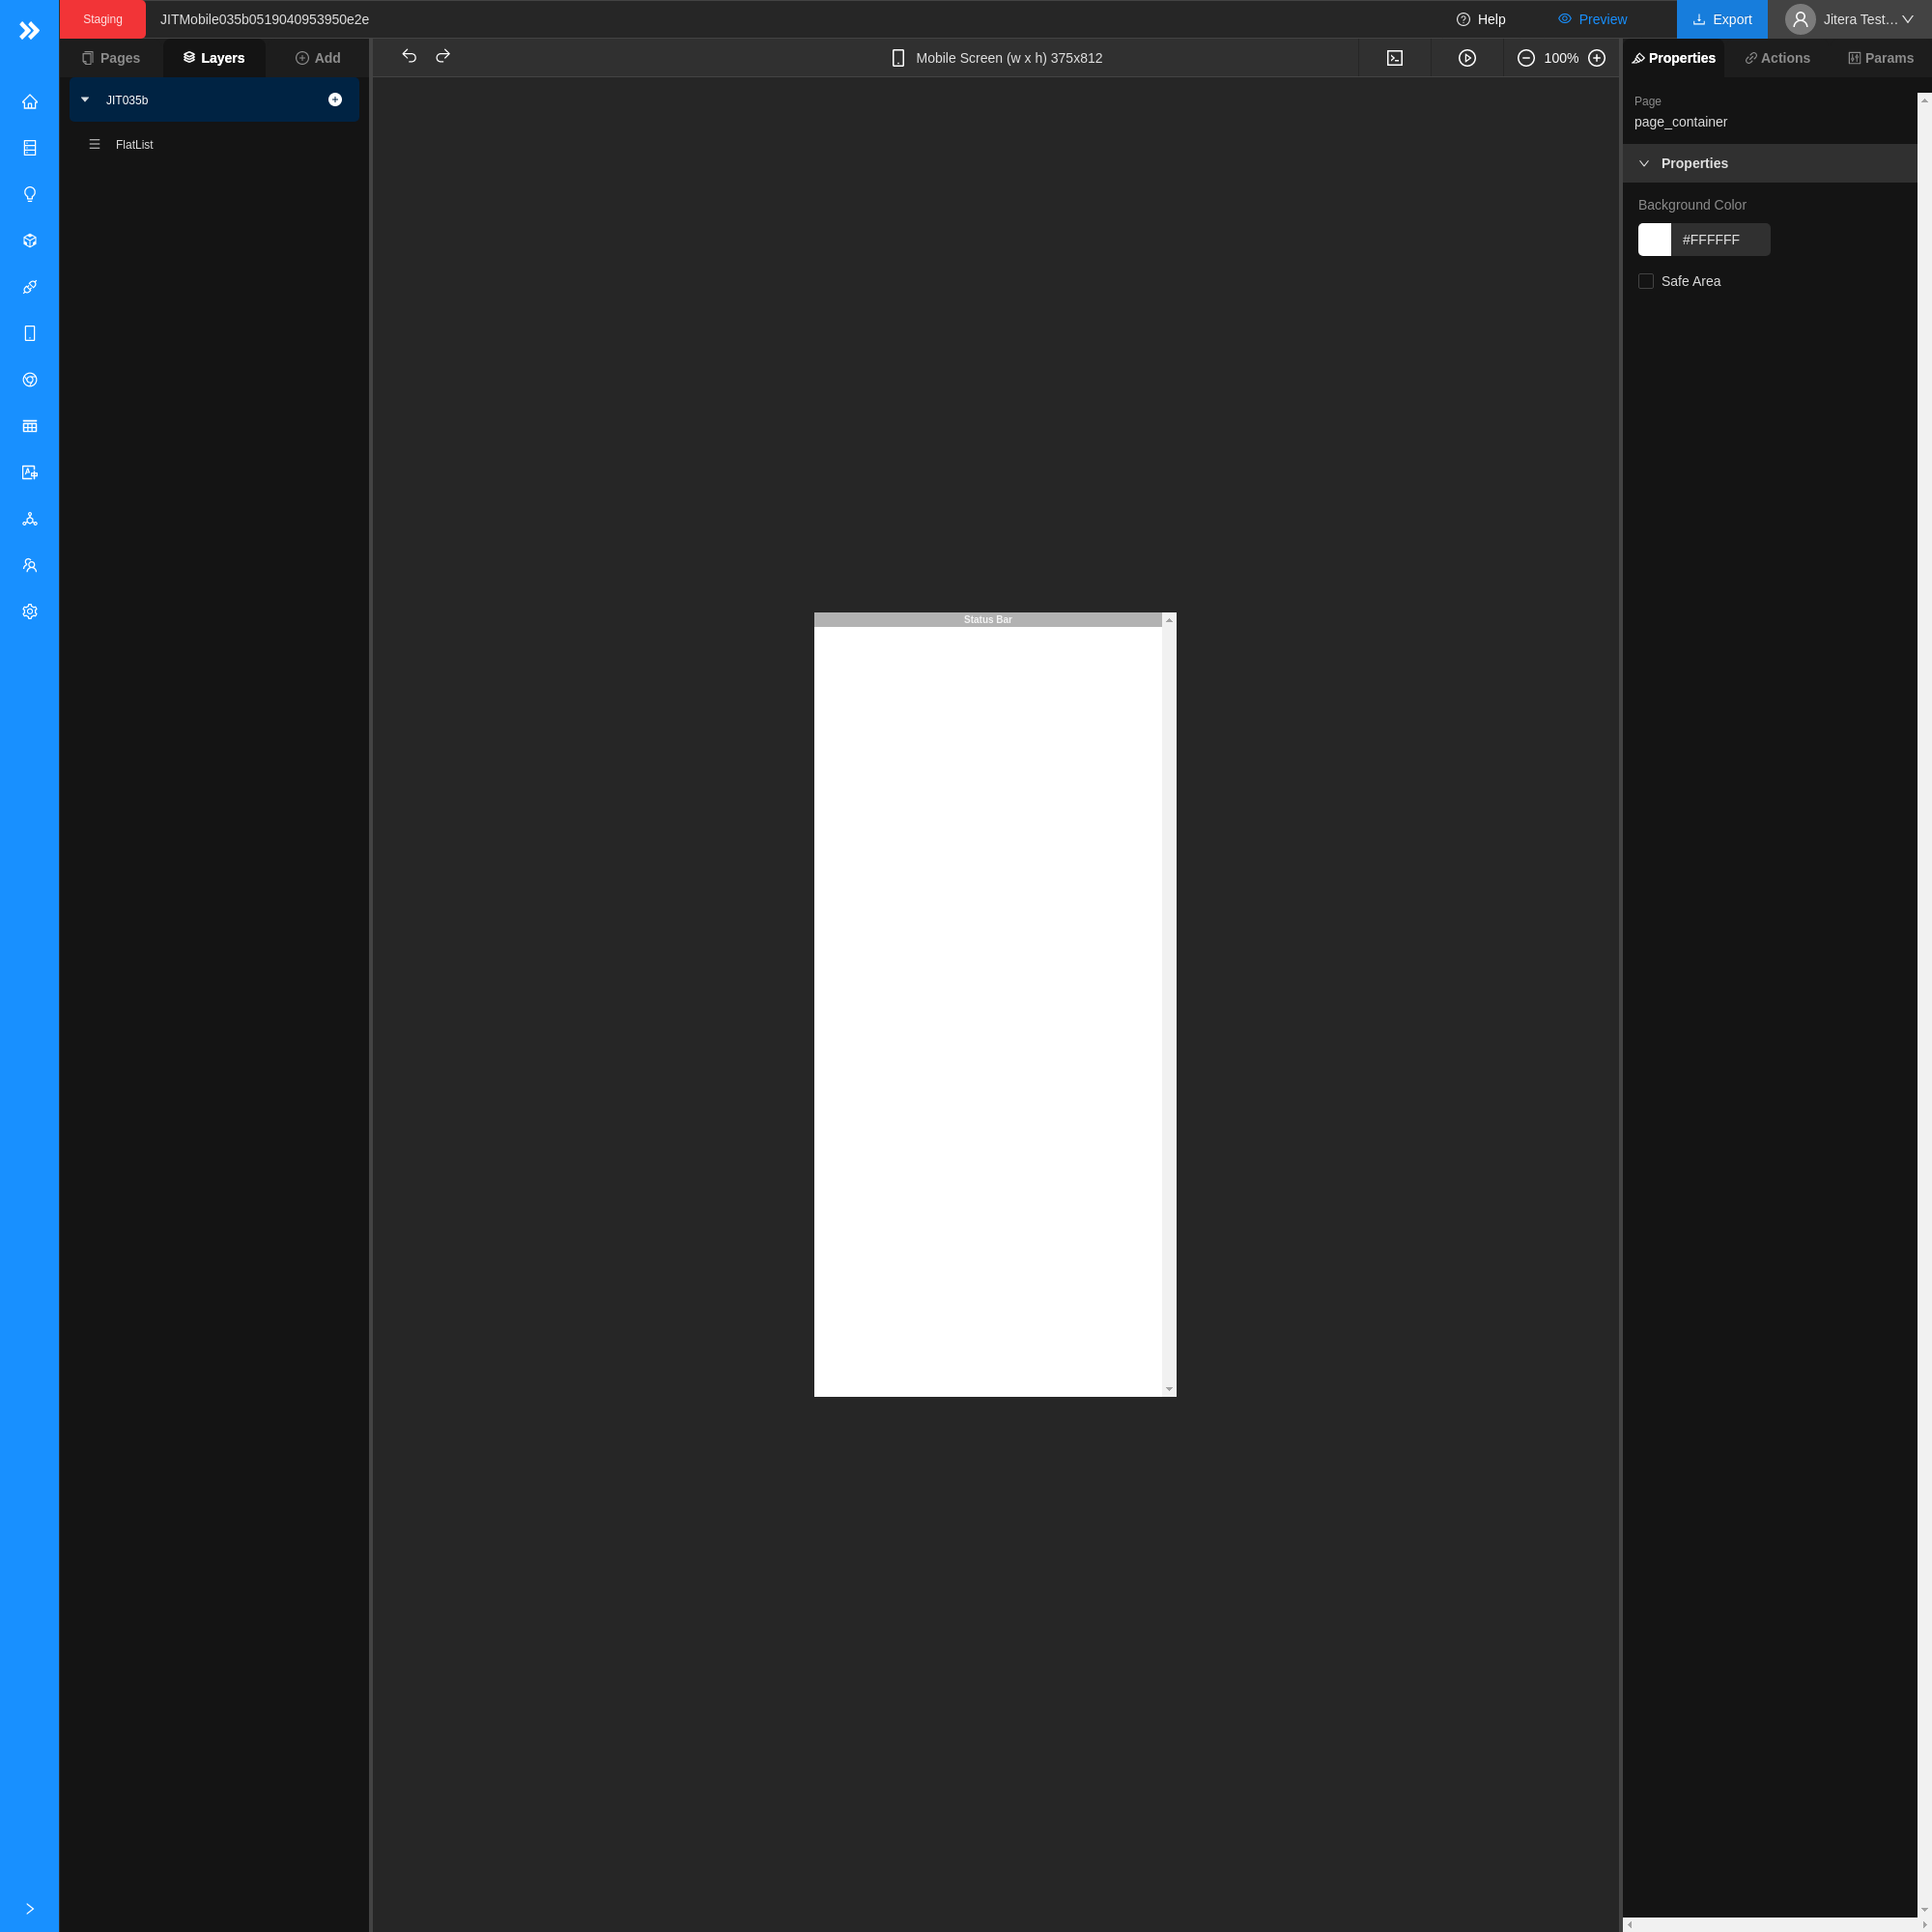 Staging
JITMobile035b0519040953950e2e
Help
Preview
Export
Jitera Test…
Pages
Layers
Add
Mobile Screen (w x h) 375x812
100%
Properties
Actions
Params
JIT035b
FlatList
Page
page_container
Properties
Background Color
#FFFFFF
Safe Area
Status Bar